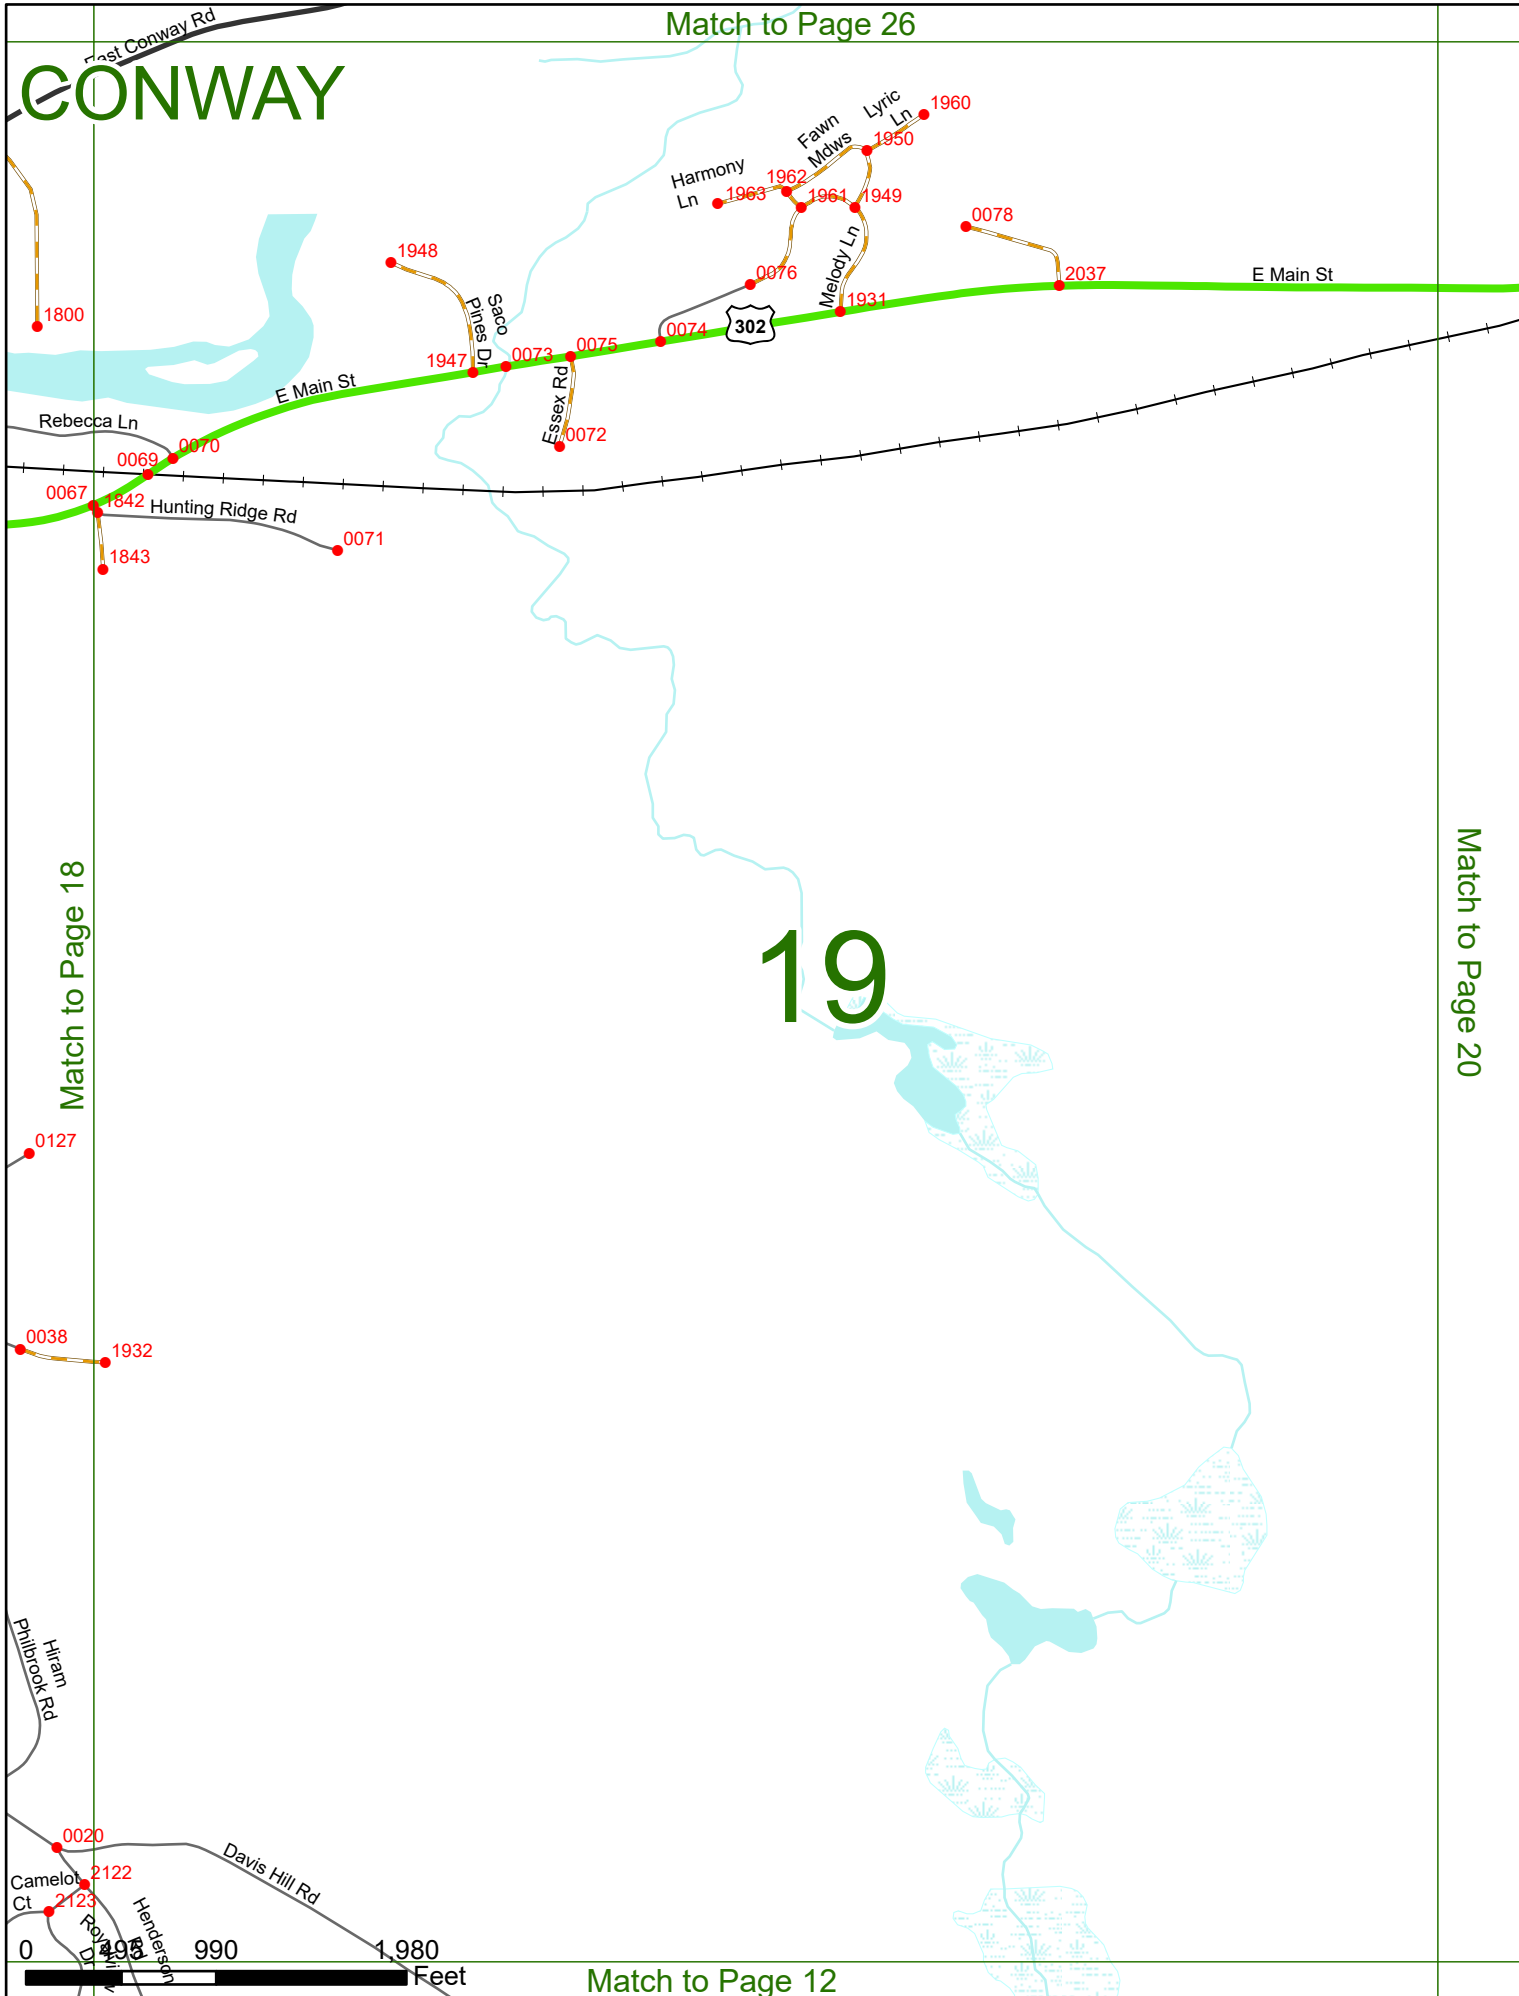 Match to Page 26
East Conway Rd
CONWAY
Lyric
Ln
1960
Fawn
Mdws
1950
Harmony
Ln
1962
1963
1961
1949
0078
1948
0076
Melody Ln
2037
E Main St
1800
Saco
Pines Dr
1931
302
0074
0075
1947
0073
E Main St
Essex Rd
Rebecca Ln
0072
0070
0069
0067
1842
Hunting Ridge Rd
0071
1843
Match to Page 18
19
Match to Page 20
0127
0038
1932
Hiram
Philbrook Rd
0020
Davis Hill Rd
Camelot
Ct
2122
2123
Henderson
Rd
Royalview
Dr
0
495
990
1,980
Feet
Match to Page 12